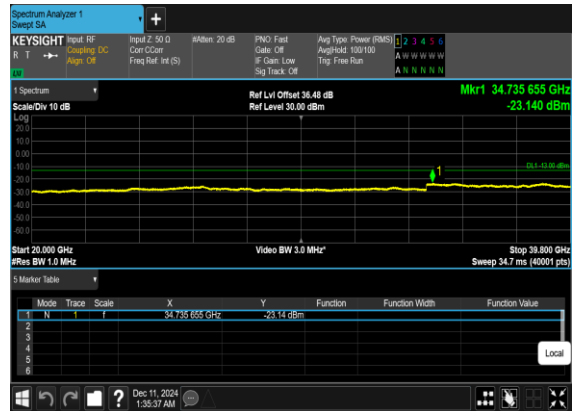 Spectrum Analyzer 1
Swept SA
+
KEYSIGHT
R T
Input: RF
Coupling: DC
Align: Off
Input Z: 50 Ω
Corr CCorr
Freq Ref: Int (S)
#Atten: 20 dB
PNO: Fast
Gate: Off
IF Gain: Low
Sig Track: Off
Avg Type: Power (RMS)
Avg|Hold: 100/100
Trig: Free Run
1 2 3 4 5 6
A W W W W W
A N N N N N
1 Spectrum
Scale/Div 10 dB
Ref Lvl Offset 36.48 dB
Ref Level 30.00 dBm
Mkr1 34.735 655 GHz
-23.140 dBm
Log
20.0
10.0
0.00
-10.0
-20.0
-30.0
-40.0
-50.0
-60.0
DL1 -13.00 dBm
1
Start 20.000 GHz
#Res BW 1.0 MHz
Video BW 3.0 MHz*
Stop 39.800 GHz
Sweep 34.7 ms (40001 pts)
5 Marker Table
Mode Trace Scale X Y Function Function Width Function Value
1 N 1 f 34.735 655 GHz -23.14 dBm
2
3
4
5
6
Local
?
Dec 11, 2024
1:35:37 AM